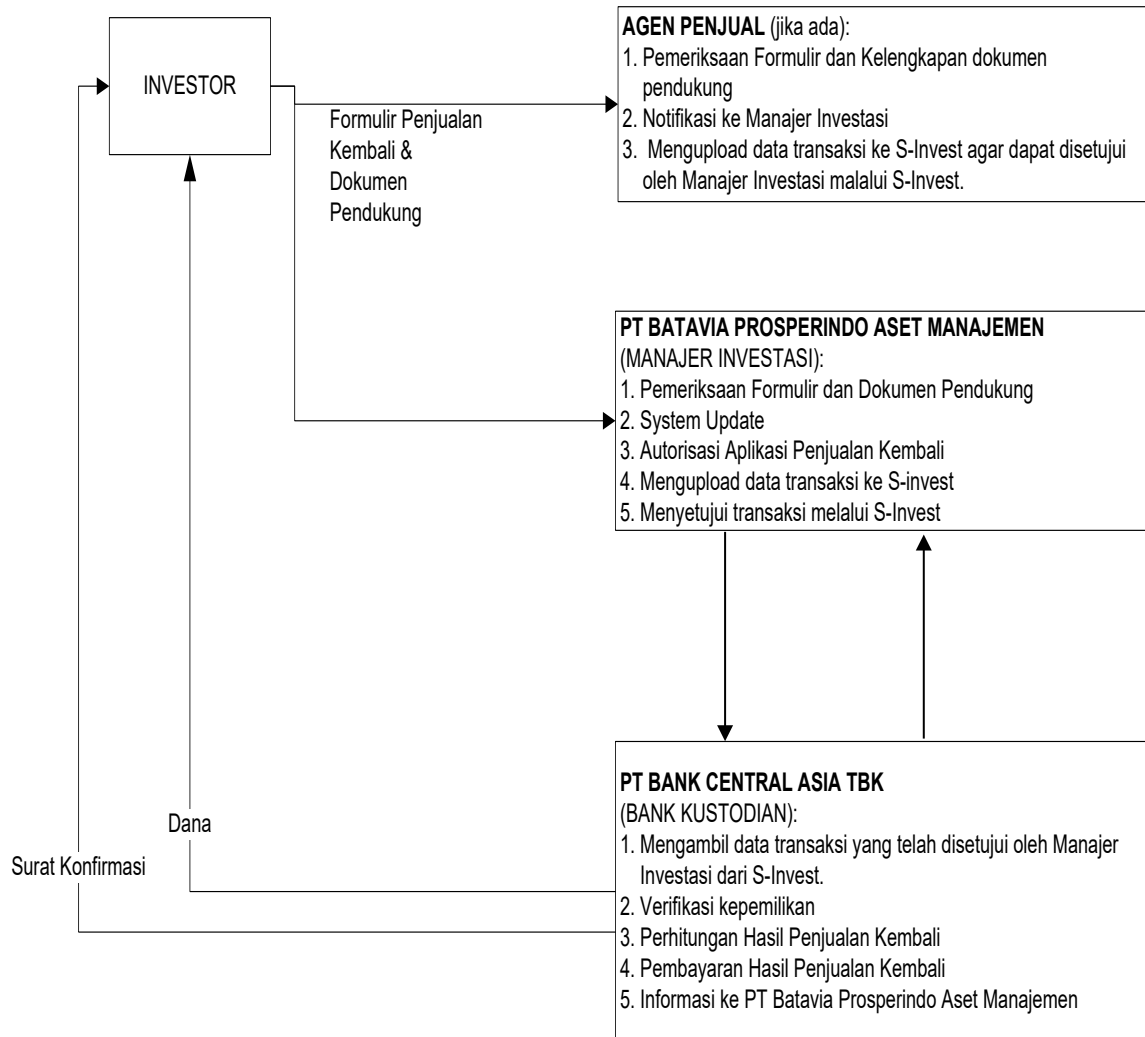 INVESTOR
Formulir Penjualan
Kembali &
Dokumen
Pendukung
AGEN PENJUAL (jika ada):
1. Pemeriksaan Formulir dan Kelengkapan dokumen
pendukung
2. Notifikasi ke Manajer Investasi
3. Mengupload data transaksi ke S-Invest agar dapat disetujui
oleh Manajer Investasi malalui S-Invest.
PT BATAVIA PROSPERINDO ASET MANAJEMEN
(MANAJER INVESTASI):
1. Pemeriksaan Formulir dan Dokumen Pendukung
2. System Update
3. Autorisasi Aplikasi Penjualan Kembali
4. Mengupload data transaksi ke S-invest
5. Menyetujui transaksi melalui S-Invest
PT BANK CENTRAL ASIA TBK
(BANK KUSTODIAN):
1. Mengambil data transaksi yang telah disetujui oleh Manajer
Investasi dari S-Invest.
2. Verifikasi kepemilikan
3. Perhitungan Hasil Penjualan Kembali
4. Pembayaran Hasil Penjualan Kembali
5. Informasi ke PT Batavia Prosperindo Aset Manajemen
Dana
Surat Konfirmasi